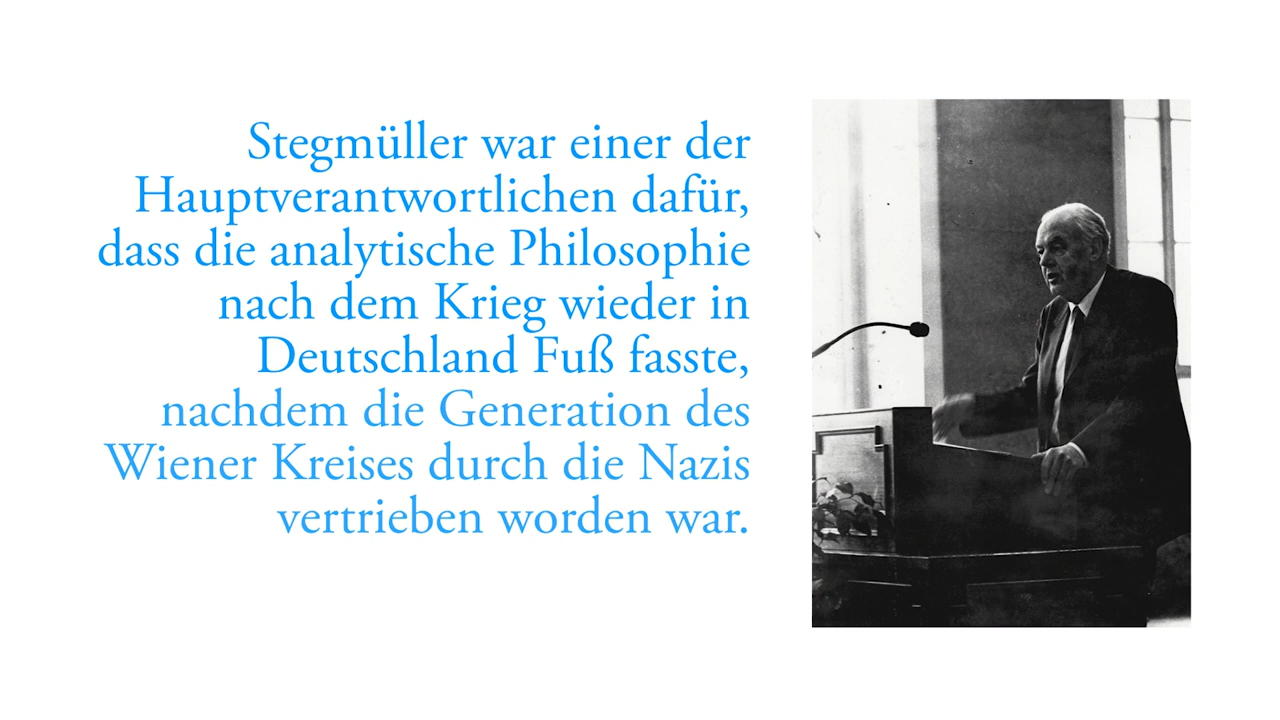 Stegmüller war einer der
Hauptverantwortlichen dafür,
dass die analytische Philosophie
nach dem Krieg wieder in
Deutschland Fuß fasste,
nachdem die Generation des
Wiener Kreises durch die Nazis
vertrieben worden war.